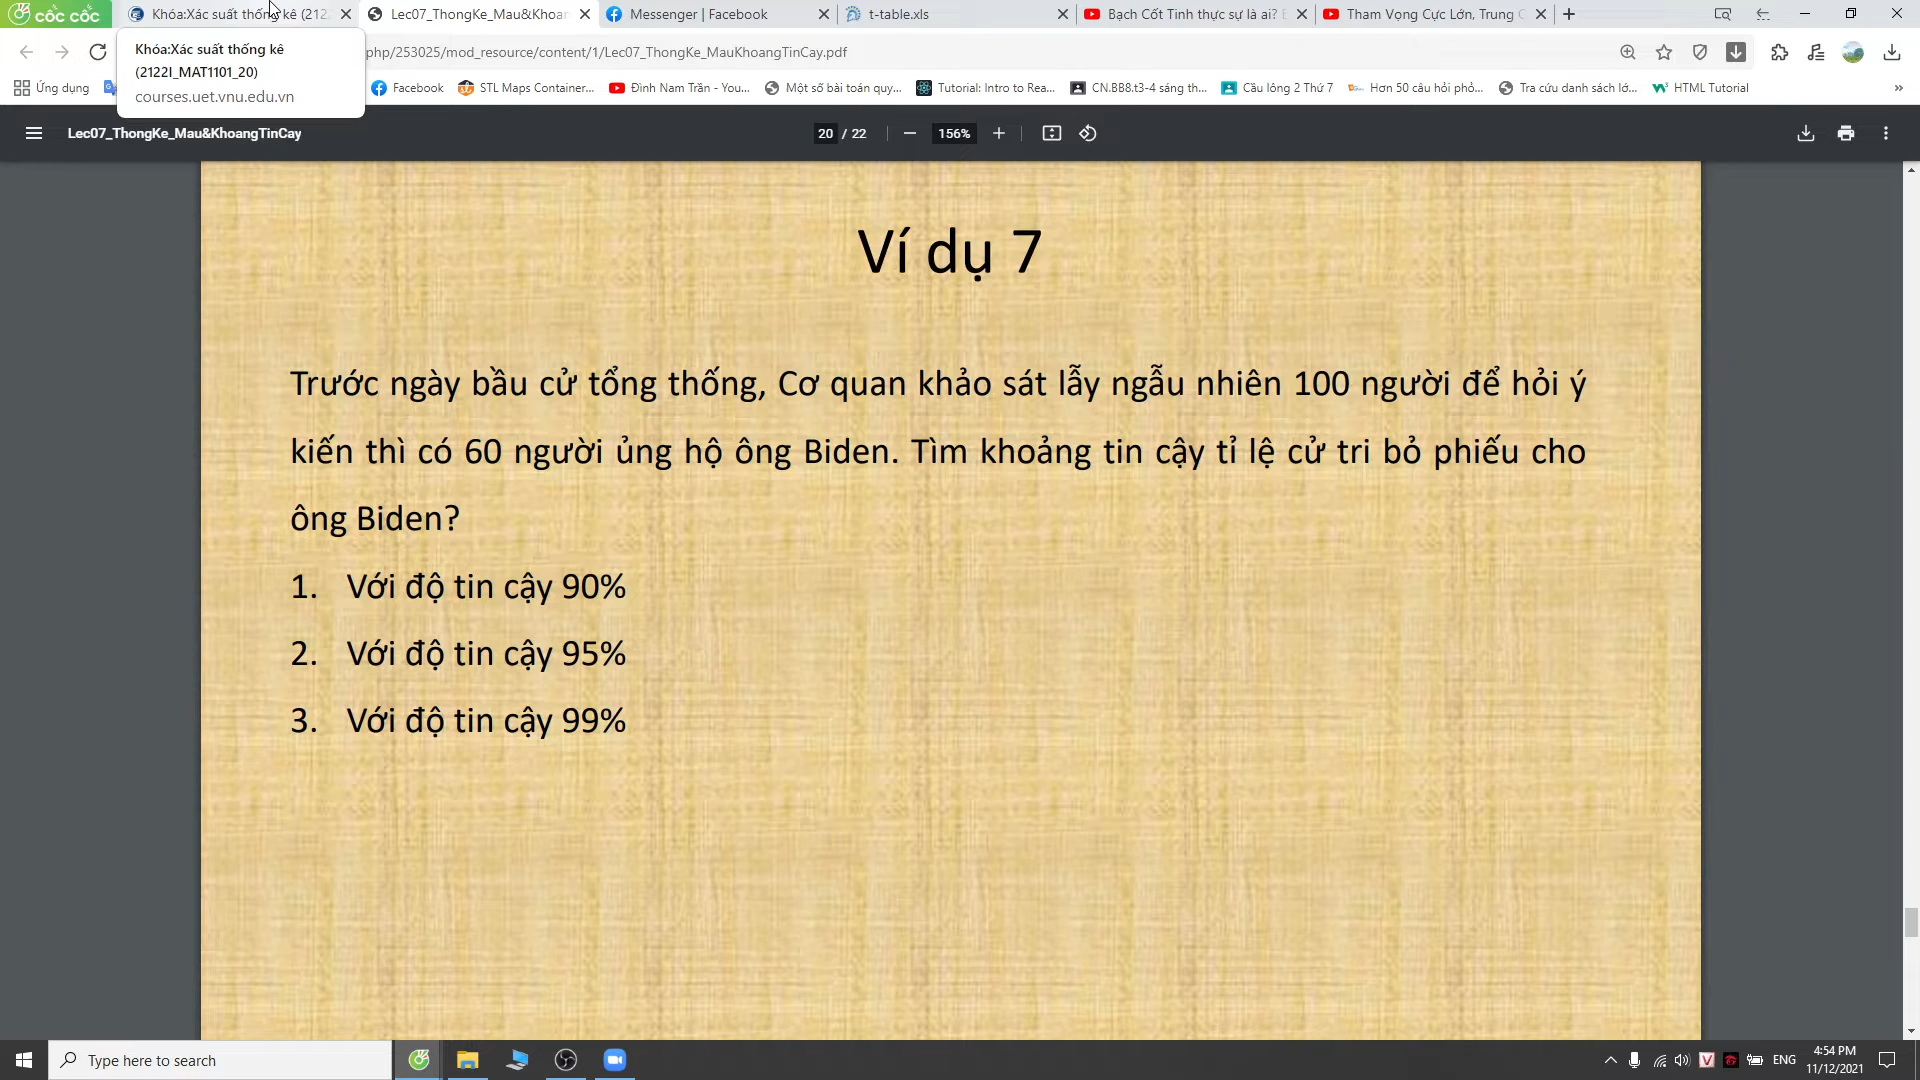 cốc cốc
Khóa:Xác suất thống kê (212
Lec07_ThongKe_Mau&Khoan
Messenger | Facebook
t-table.xls
Bạch Cốt Tinh thực sự là ai?
Tham Vọng Cực Lớn, Trung
Khóa:Xác suất thống kê
(2122I_MAT1101_20)
courses.uet.vnu.edu.vn
php/253025/mod_resource/content/1/Lec07_ThongKe_MauKhoangTinCay.pdf
Ứng dụng
Facebook
STL Maps Container...
Đình Nam Trần - You...
Một số bài toán quy...
Tutorial: Intro to Rea...
CN.BB8.t3-4 sáng th...
Cầu lông 2 Thứ 7
Hơn 50 câu hỏi phỏ...
Tra cứu danh sách lớ...
HTML Tutorial
»
Lec07_ThongKe_Mau&KhoangTinCay
20 / 22
156%
Ví dụ 7
Trước ngày bầu cử tổng thống, Cơ quan khảo sát lẫy ngẫu nhiên 100 người để hỏi ý
kiến thì có 60 người ủng hộ ông Biden. Tìm khoảng tin cậy tỉ lệ cử tri bỏ phiếu cho
ông Biden?
1. Với độ tin cậy 90%
2. Với độ tin cậy 95%
3. Với độ tin cậy 99%
Type here to search
V
ENG
4:54 PM
11/12/2021